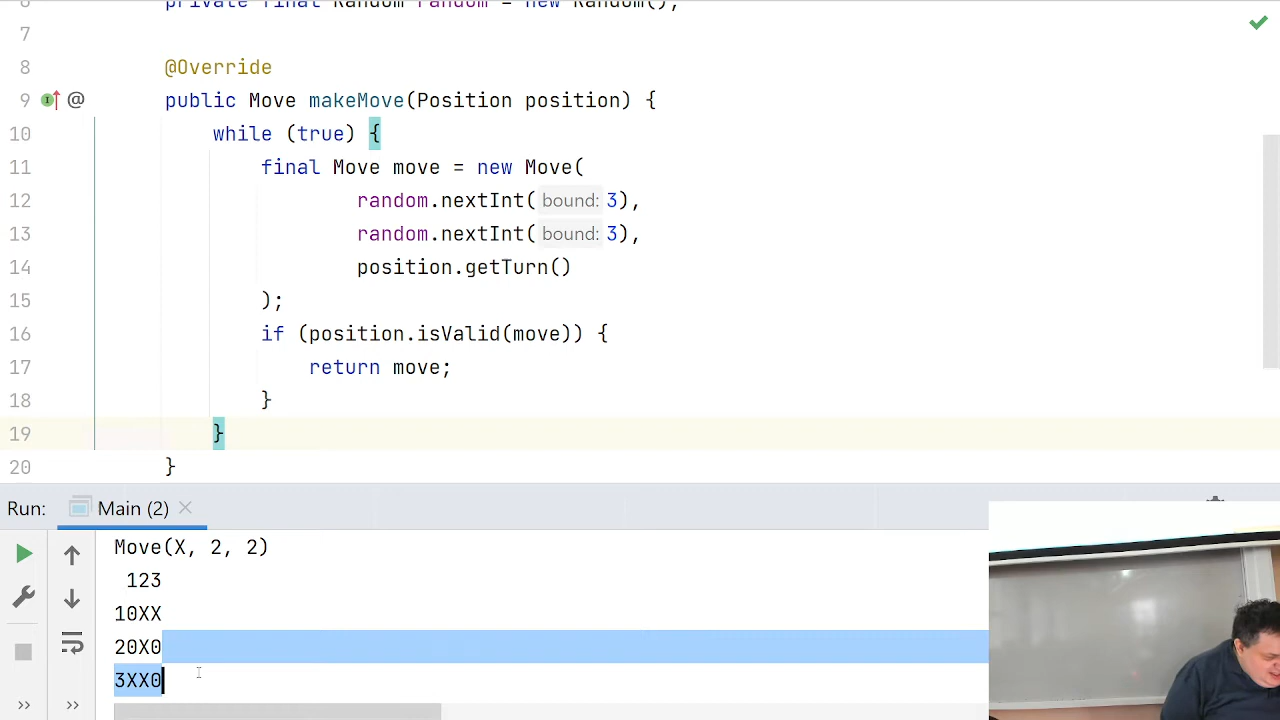 6 private final Random random = new Random();
7
8 @Override
9 @ public Move makeMove(Position position) {
10 while (true) {
11 final Move move = new Move(
12 random.nextInt( bound: 3),
13 random.nextInt( bound: 3),
14 position.getTurn()
15 );
16 if (position.isValid(move)) {
17 return move;
18 }
19 }
20 }
Run: Main (2)
Move(X, 2, 2)
123
10XX
20X0
3XX0